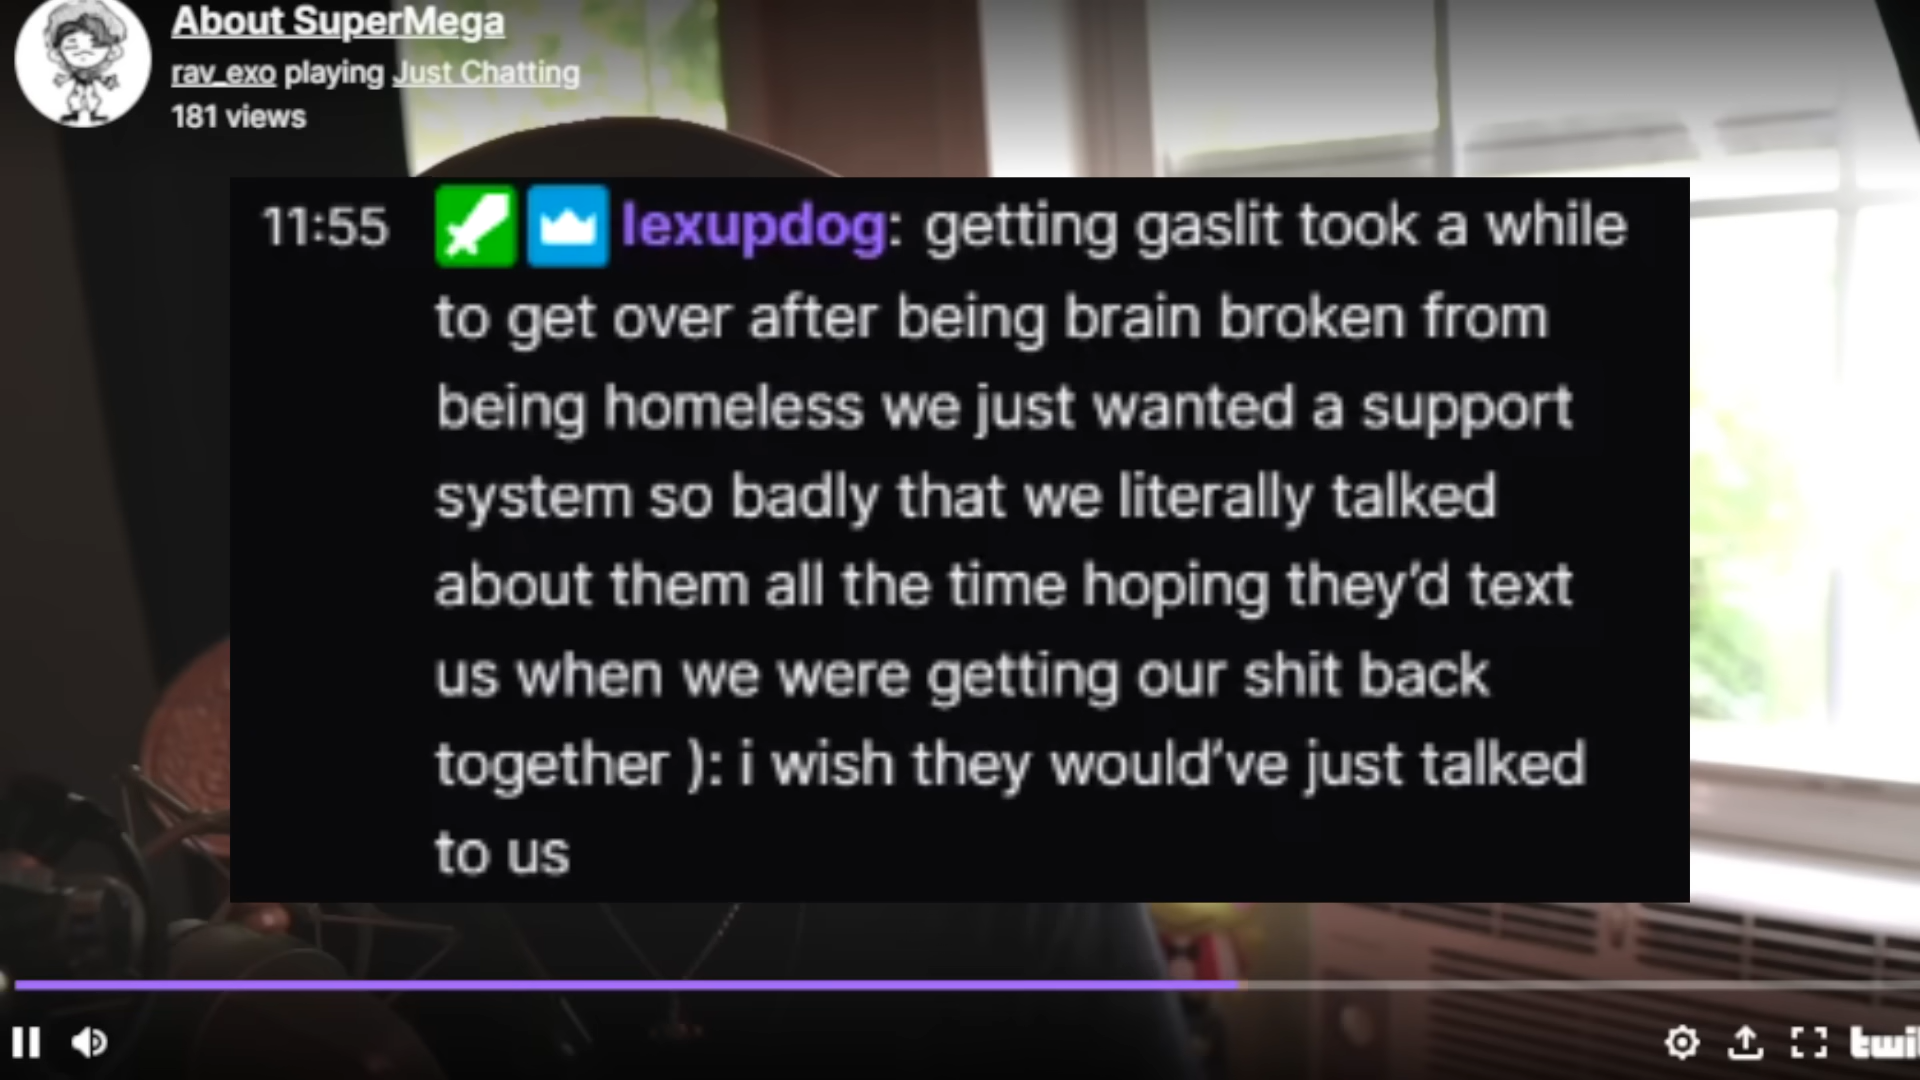 About SuperMega
rav_exo playing Just Chatting
181 views
11:55 lexupdog: getting gaslit took a while
to get over after being brain broken from
being homeless we just wanted a support
system so badly that we literally talked
about them all the time hoping they’d text
us when we were getting our shit back
together ): i wish they would’ve just talked
to us